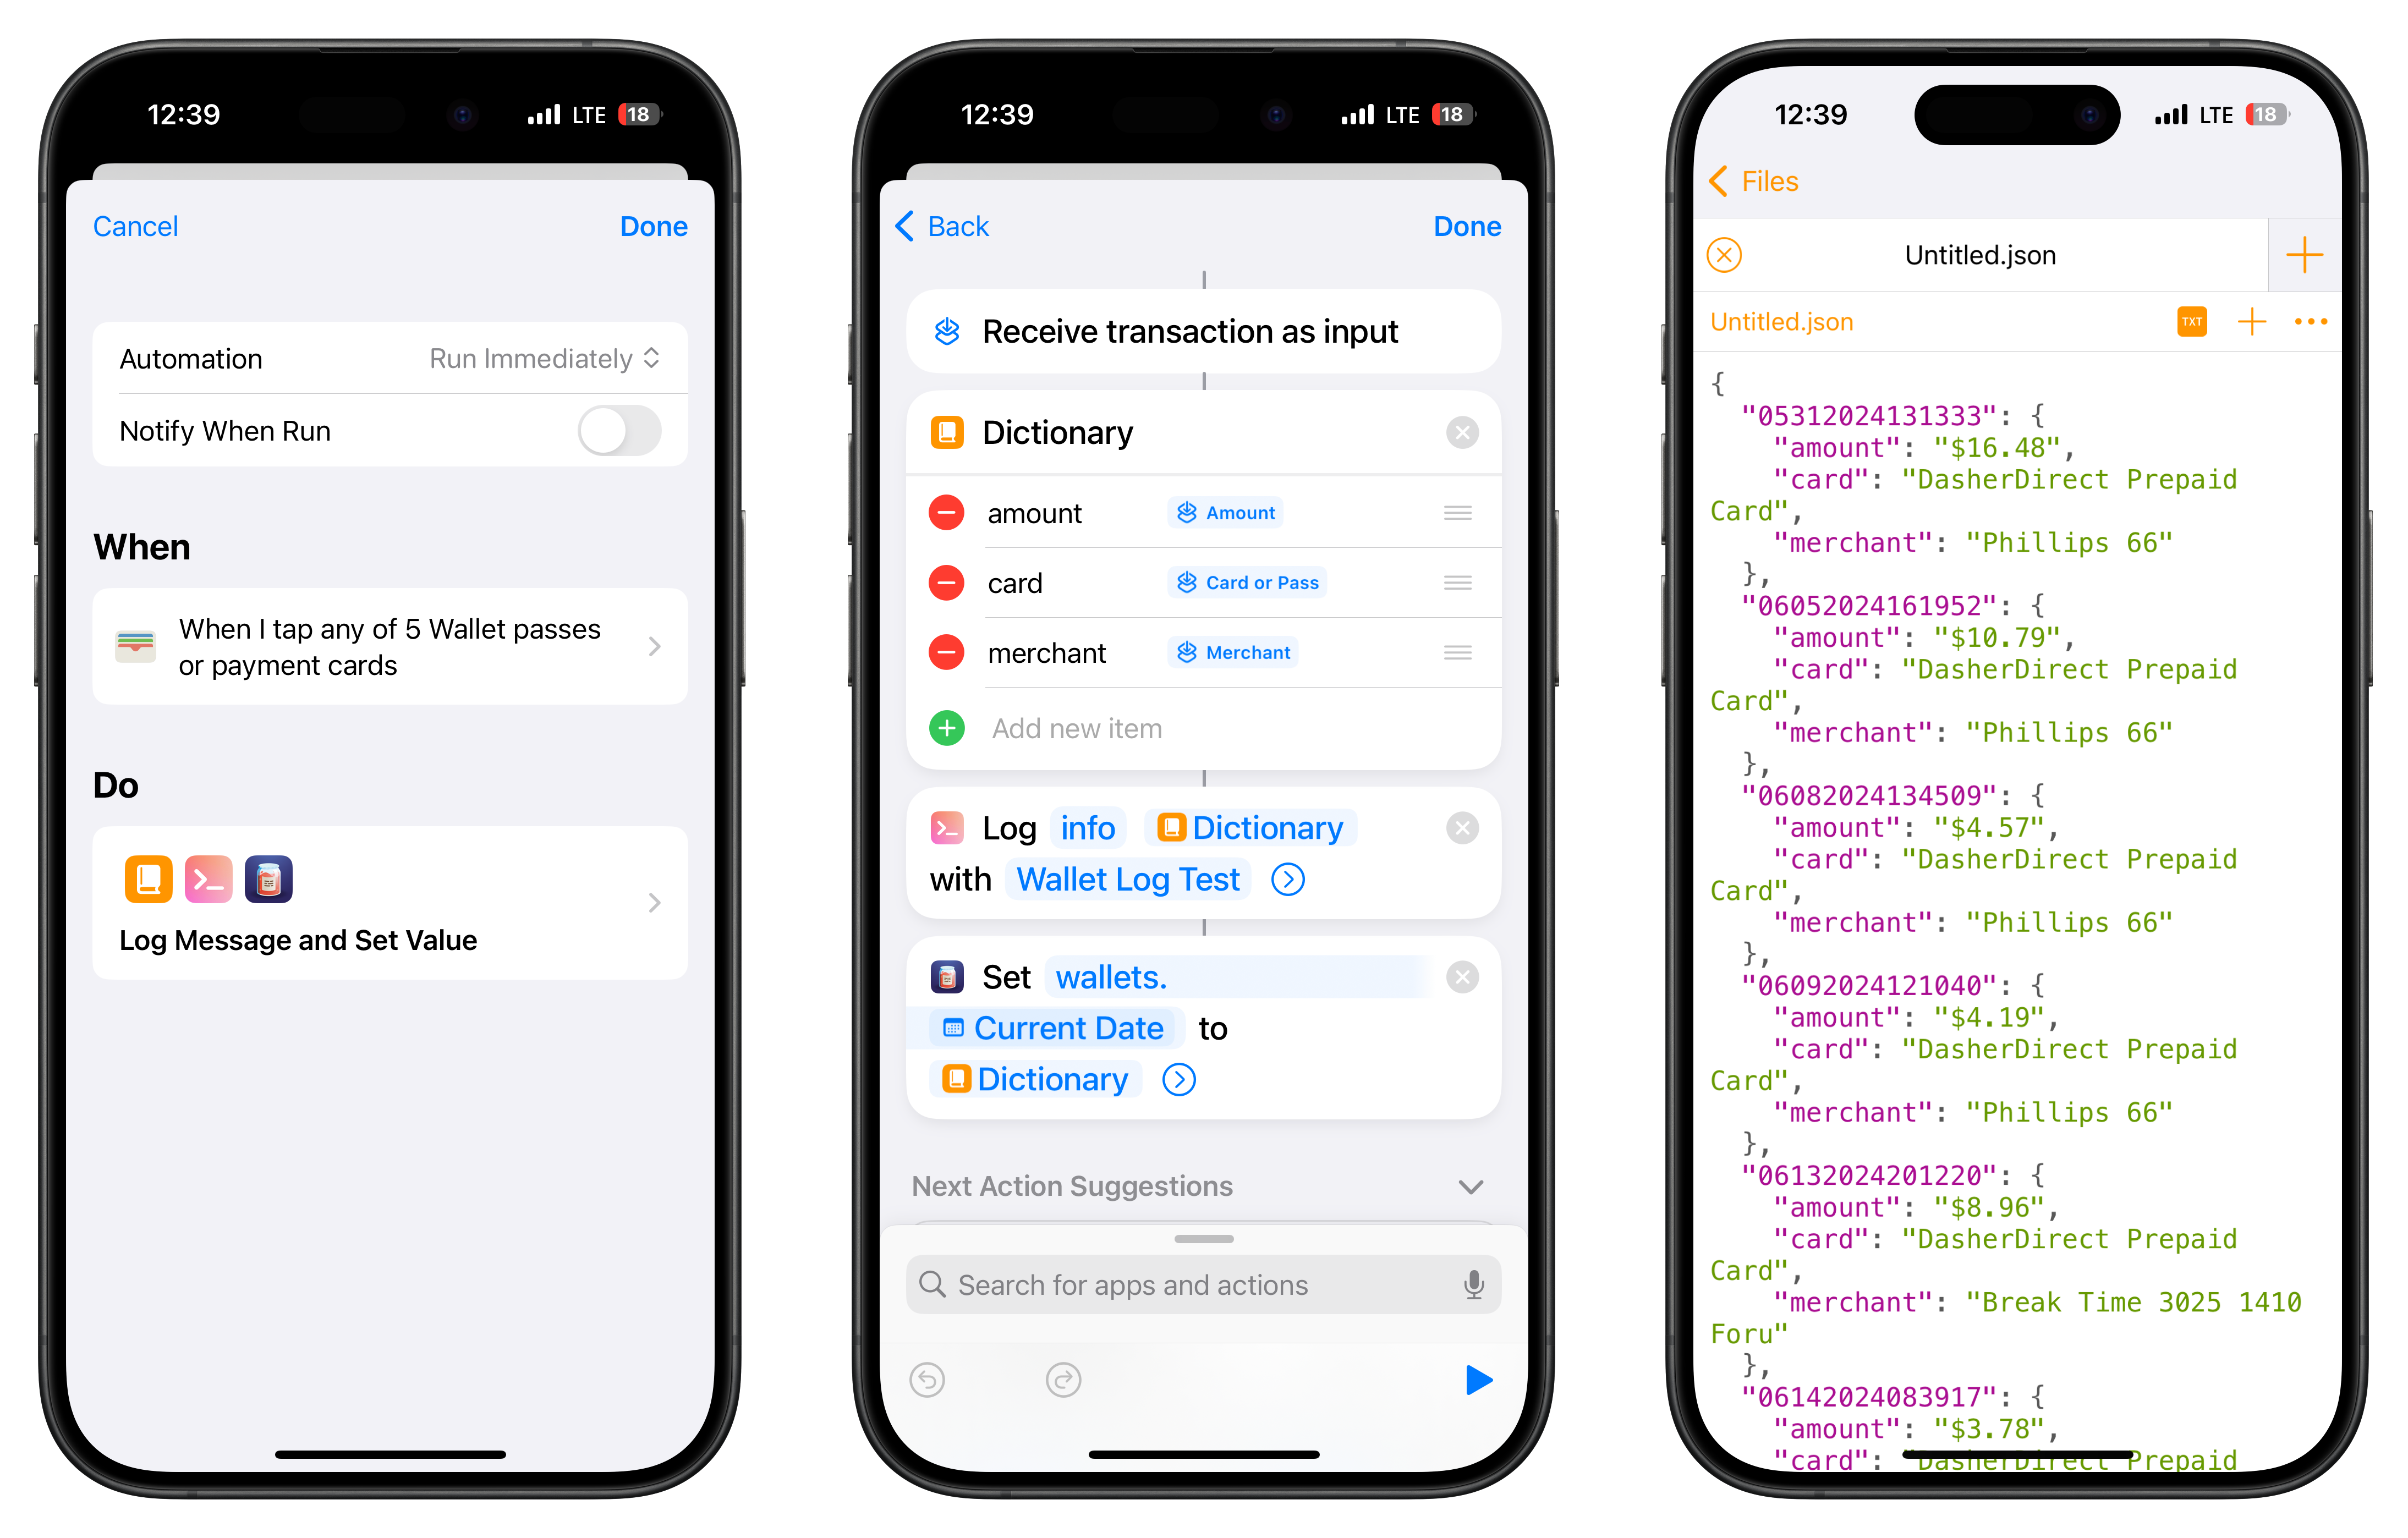 12:39
LTE 18
Cancel
Done
Automation
Run Immediately
Notify When Run
When
When I tap any of 5 Wallet passes
or payment cards
Do
Log Message and Set Value
12:39
LTE 18
Back
Done
Receive transaction as input
Dictionary
amount
Amount
card
Card or Pass
merchant
Merchant
Add new item
Log info Dictionary
with Wallet Log Test
Set wallets.
Current Date to
Dictionary
Next Action Suggestions
Search for apps and actions
12:39
LTE 18
Files
Untitled.json
Untitled.json
TXT
{
"05312024131333": {
"amount": "$16.48",
"card": "DasherDirect Prepaid
Card",
"merchant": "Phillips 66"
},
"06052024161952": {
"amount": "$10.79",
"card": "DasherDirect Prepaid
Card",
"merchant": "Phillips 66"
},
"06082024134509": {
"amount": "$4.57",
"card": "DasherDirect Prepaid
Card",
"merchant": "Phillips 66"
},
"06092024121040": {
"amount": "$4.19",
"card": "DasherDirect Prepaid
Card",
"merchant": "Phillips 66"
},
"06132024201220": {
"amount": "$8.96",
"card": "DasherDirect Prepaid
Card",
"merchant": "Break Time 3025 1410
Foru"
},
"06142024083917": {
"amount": "$3.78",
"card": "DasherDirect Prepaid